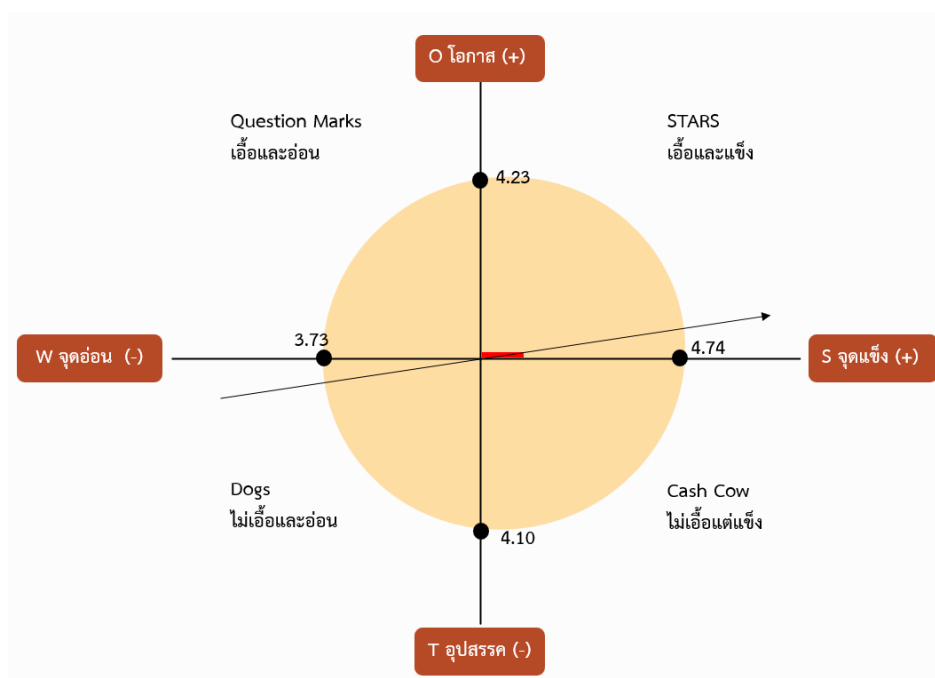 O โอกาส (+)
Question Marks
เอื้อและอ่อน
STARS
เอื้อและแข็ง
4.23
3.73
W จุดอ่อน (-)
4.74
S จุดแข็ง (+)
Dogs
ไม่เอื้อและอ่อน
Cash Cow
ไม่เอื้อแต่แข็ง
4.10
T อุปสรรค (-)